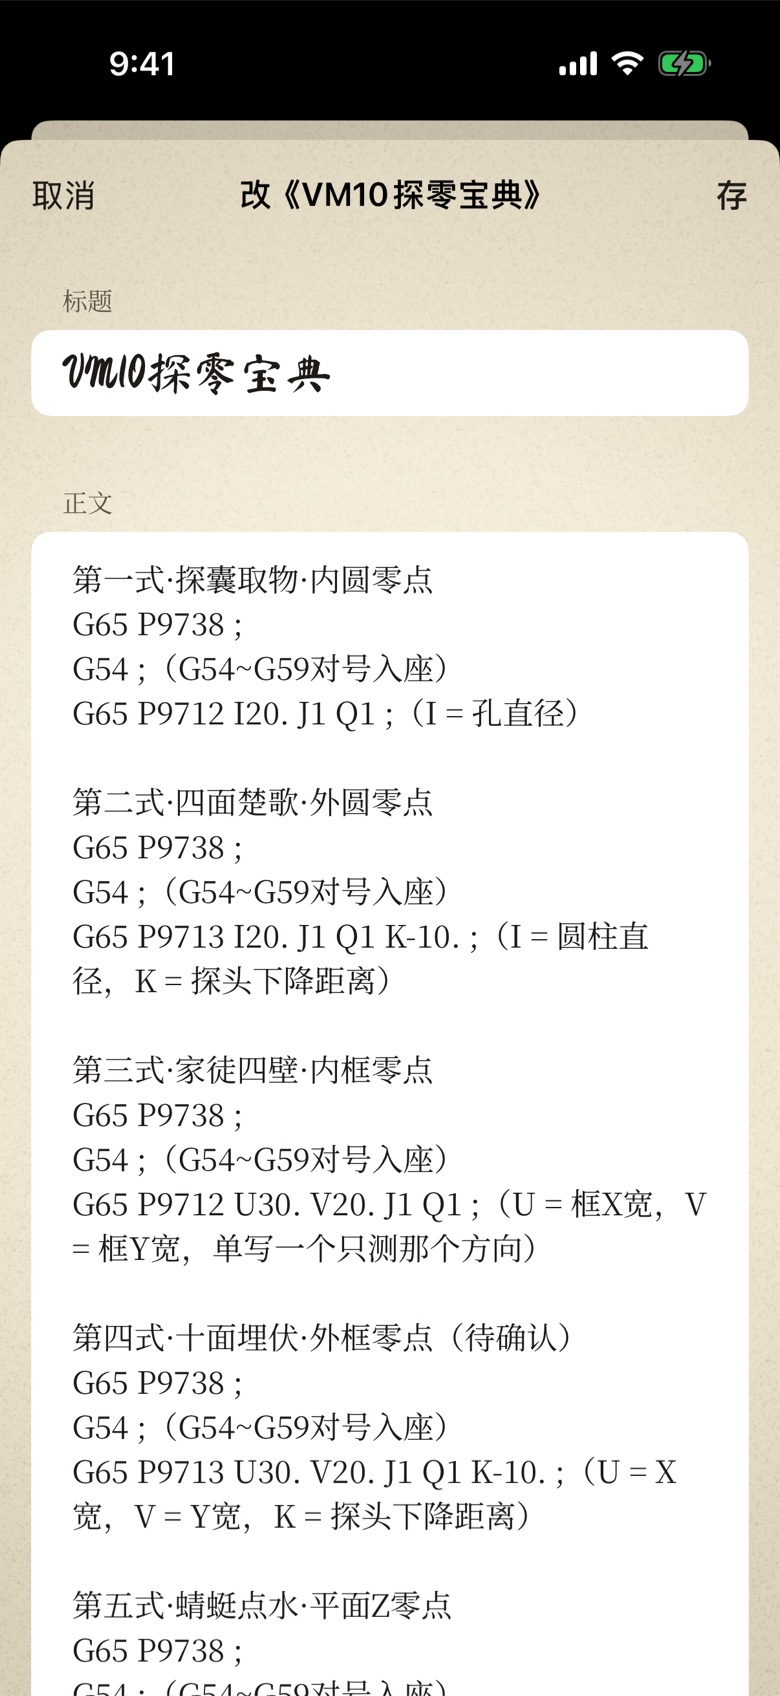 9:41
取消
改《VM10探零宝典》
存
标题
VM10探零宝典
正文
第一式·探囊取物·内圆零点
G65 P9738 ;
G54 ;（G54~G59对号入座）
G65 P9712 I20. J1 Q1 ;（I = 孔直径）
第二式·四面楚歌·外圆零点
G65 P9738 ;
G54 ;（G54~G59对号入座）
G65 P9713 I20. J1 Q1 K-10. ;（I = 圆柱直
径，K = 探头下降距离）
第三式·家徒四壁·内框零点
G65 P9738 ;
G54 ;（G54~G59对号入座）
G65 P9712 U30. V20. J1 Q1 ;（U = 框X宽，V
= 框Y宽，单写一个只测那个方向）
第四式·十面埋伏·外框零点（待确认）
G65 P9738 ;
G54 ;（G54~G59对号入座）
G65 P9713 U30. V20. J1 Q1 K-10. ;（U = X
宽，V = Y宽，K = 探头下降距离）
第五式·蜻蜓点水·平面Z零点
G65 P9738 ;
G54 ;（G54~G59对号入座）